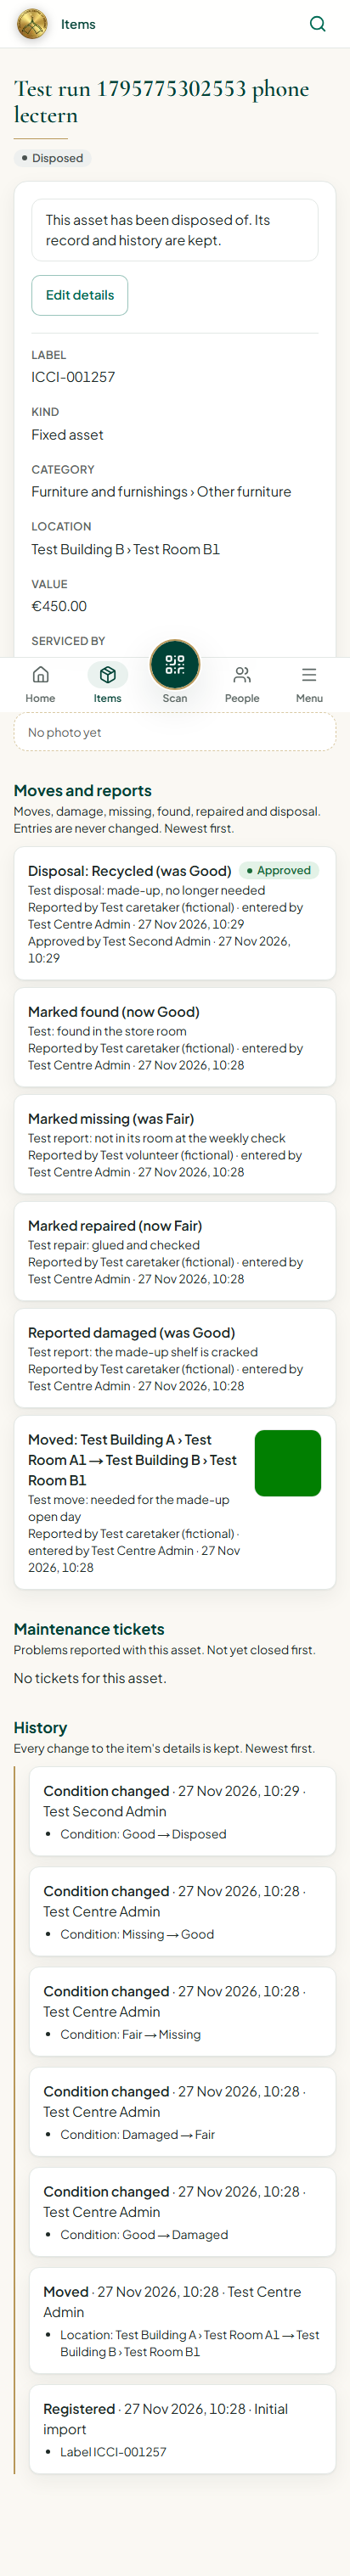 Items
Test run 1795775302553 phone
lectern
Disposed
This asset has been disposed of. Its
record and history are kept.
Edit details
LABEL
ICCI-001257
KIND
Fixed asset
CATEGORY
Furniture and furnishings › Other furniture
LOCATION
Test Building B › Test Room B1
VALUE
€450.00
SERVICED BY
Home
Items
Scan
People
Menu
No photo yet
Moves and reports
Moves, damage, missing, found, repaired and disposal.
Entries are never changed. Newest first.
Disposal: Recycled (was Good)
Approved
Test disposal: made-up, no longer needed
Reported by Test caretaker (fictional) · entered by
Test Centre Admin · 27 Nov 2026, 10:29
Approved by Test Second Admin · 27 Nov 2026,
10:29
Marked found (now Good)
Test: found in the store room
Reported by Test caretaker (fictional) · entered by
Test Centre Admin · 27 Nov 2026, 10:28
Marked missing (was Fair)
Test report: not in its room at the weekly check
Reported by Test volunteer (fictional) · entered by
Test Centre Admin · 27 Nov 2026, 10:28
Marked repaired (now Fair)
Test repair: glued and checked
Reported by Test caretaker (fictional) · entered by
Test Centre Admin · 27 Nov 2026, 10:28
Reported damaged (was Good)
Test report: the made-up shelf is cracked
Reported by Test caretaker (fictional) · entered by
Test Centre Admin · 27 Nov 2026, 10:28
Moved: Test Building A › Test
Room A1 → Test Building B › Test
Room B1
Test move: needed for the made-up
open day
Reported by Test caretaker (fictional) ·
entered by Test Centre Admin · 27 Nov
2026, 10:28
Maintenance tickets
Problems reported with this asset. Not yet closed first.
No tickets for this asset.
History
Every change to the item's details is kept. Newest first.
Condition changed · 27 Nov 2026, 10:29 ·
Test Second Admin
• Condition: Good → Disposed
Condition changed · 27 Nov 2026, 10:28 ·
Test Centre Admin
• Condition: Missing → Good
Condition changed · 27 Nov 2026, 10:28 ·
Test Centre Admin
• Condition: Fair → Missing
Condition changed · 27 Nov 2026, 10:28 ·
Test Centre Admin
• Condition: Damaged → Fair
Condition changed · 27 Nov 2026, 10:28 ·
Test Centre Admin
• Condition: Good → Damaged
Moved · 27 Nov 2026, 10:28 · Test Centre
Admin
• Location: Test Building A › Test Room A1 → Test
Building B › Test Room B1
Registered · 27 Nov 2026, 10:28 · Initial
import
• Label ICCI-001257